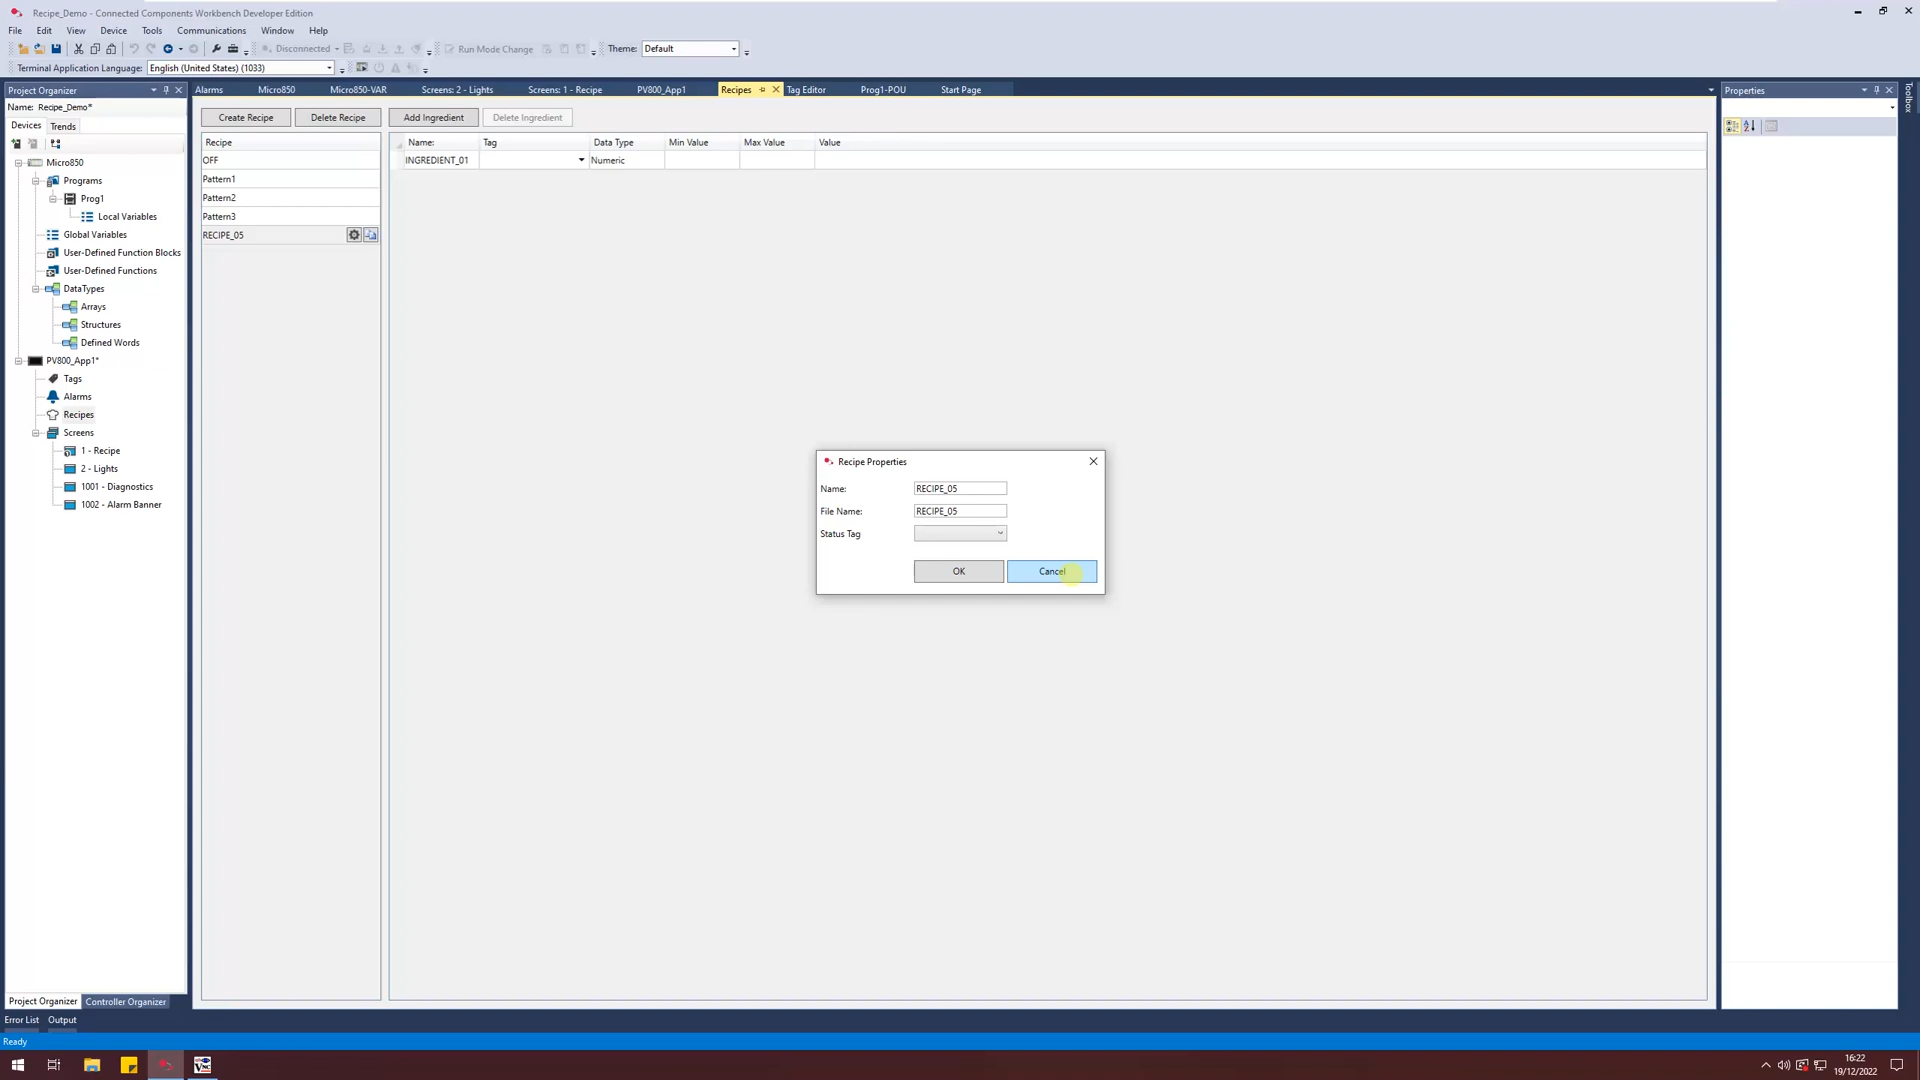 Recipe_Demo - Connected Components Workbench Developer Edition
File Edit View Device Tools Communications Window Help
Disconnected Run Mode Change Theme: Default
Terminal Application Language: English (United States) (1033)
Project Organizer
Name: Recipe_Demo*
Devices Trends
Micro850
Programs
Prog1
Local Variables
Global Variables
User-Defined Function Blocks
User-Defined Functions
DataTypes
Arrays
Structures
Defined Words
PV800_App1*
Tags
Alarms
Recipes
Screens
1 - Recipe
2 - Lights
1001 - Diagnostics
1002 - Alarm Banner
Project Organizer Controller Organizer
Alarms Micro850 Micro850-VAR Screens: 2 - Lights Screens: 1 - Recipe PV800_App1 Recipes Tag Editor Prog1-POU Start Page
Create Recipe Delete Recipe Add Ingredient Delete Ingredient
Recipe
OFF
Pattern1
Pattern2
Pattern3
RECIPE_05
Name: Tag Data Type Min Value Max Value Value
INGREDIENT_01 Numeric
Recipe Properties
Name: RECIPE_05
File Name: RECIPE_05
Status Tag
OK Cancel
Properties
Toolbox
Error List Output
Ready
VNC
16:22
19/12/2022